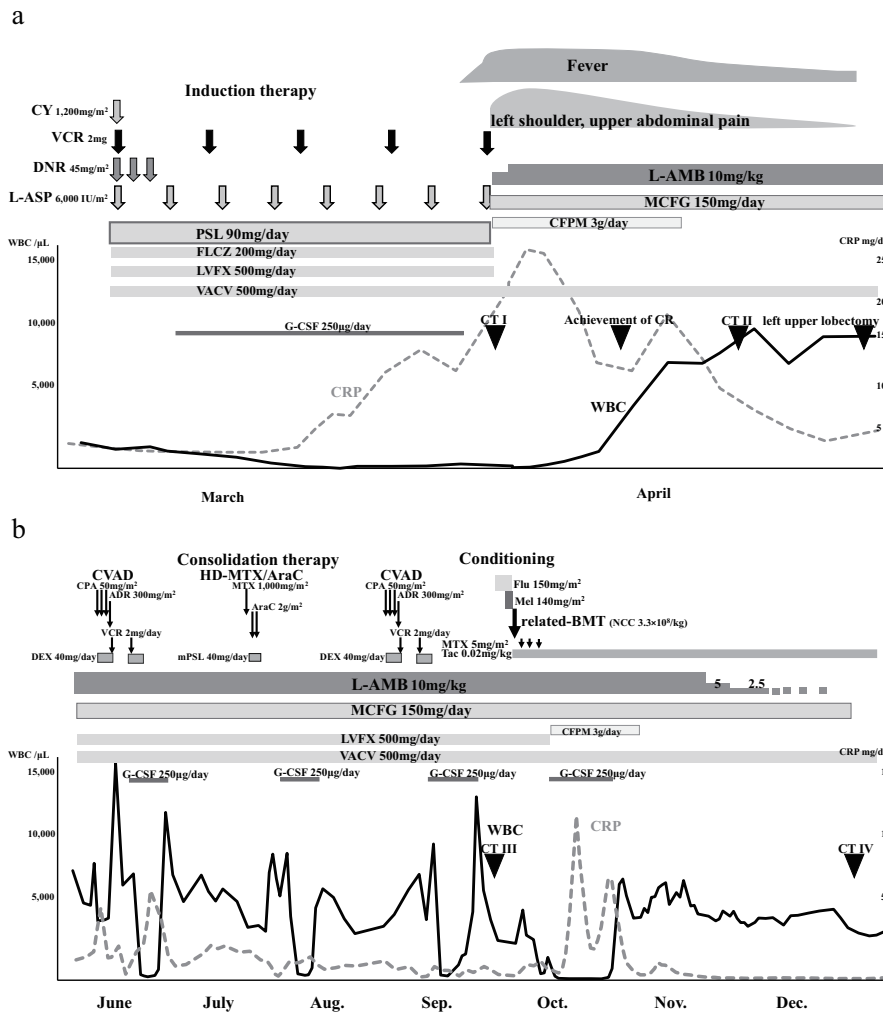 a
Fever
Induction therapy
CY 1,200mg/m²
left shoulder, upper abdominal pain
VCR 2mg
DNR 45mg/m²
L-AMB 10mg/kg
L-ASP 6,000 IU/m²
MCFG 150mg/day
CFPM 3g/day
PSL 90mg/day
WBC /μL
CRP mg/d
FLCZ 200mg/day
15,000
25
LVFX 500mg/day
VACV 500mg/day
20
G-CSF 250μg/day
CT I
Achievement of CR
CT II
left upper lobectomy
10,000
15
5,000
CRP
WBC
10
5
March
April
b
Consolidation therapy
Conditioning
CVAD
HD-MTX/AraC
CVAD
CPA 50mg/m²
MTX 1,000mg/m²
CPA 50mg/m²
Flu 150mg/m²
ADR 300mg/m²
ADR 300mg/m²
Mel 140mg/m²
AraC 2g/m²
related-BMT (NCC 3.3×10⁸/kg)
VCR 2mg/day
VCR 2mg/day
MTX 5mg/m²
DEX 40mg/day
mPSL 40mg/day
DEX 40mg/day
Tac 0.02mg/kg
L-AMB 10mg/kg
5
2.5
MCFG 150mg/day
LVFX 500mg/day
CFPM 3g/day
WBC /μL
VACV 500mg/day
CRP mg/d
15,000
1
G-CSF 250μg/day
G-CSF 250μg/day
G-CSF 250μg/day
G-CSF 250μg/day
10,000
WBC
CRP
CT III
CT IV
5,000
5
June
July
Aug.
Sep.
Oct.
Nov.
Dec.